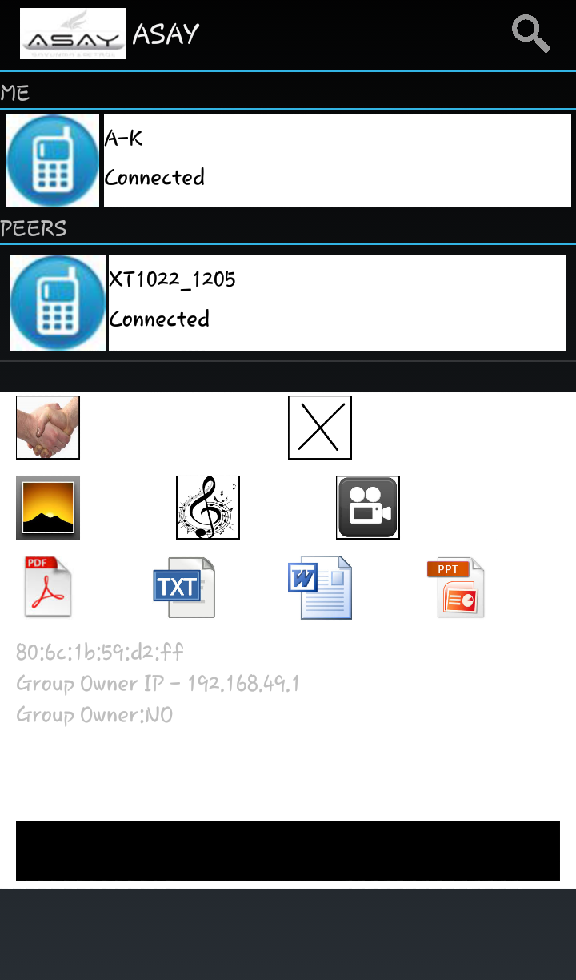 ASAY
ASAY
ME
A-K
Connected
PEERS
XT1022_1205
Connected
PDF
TXT
W
PPT
80:6c:1b:59:d2:ff
Group Owner IP - 192.168.49.1
Group Owner:NO